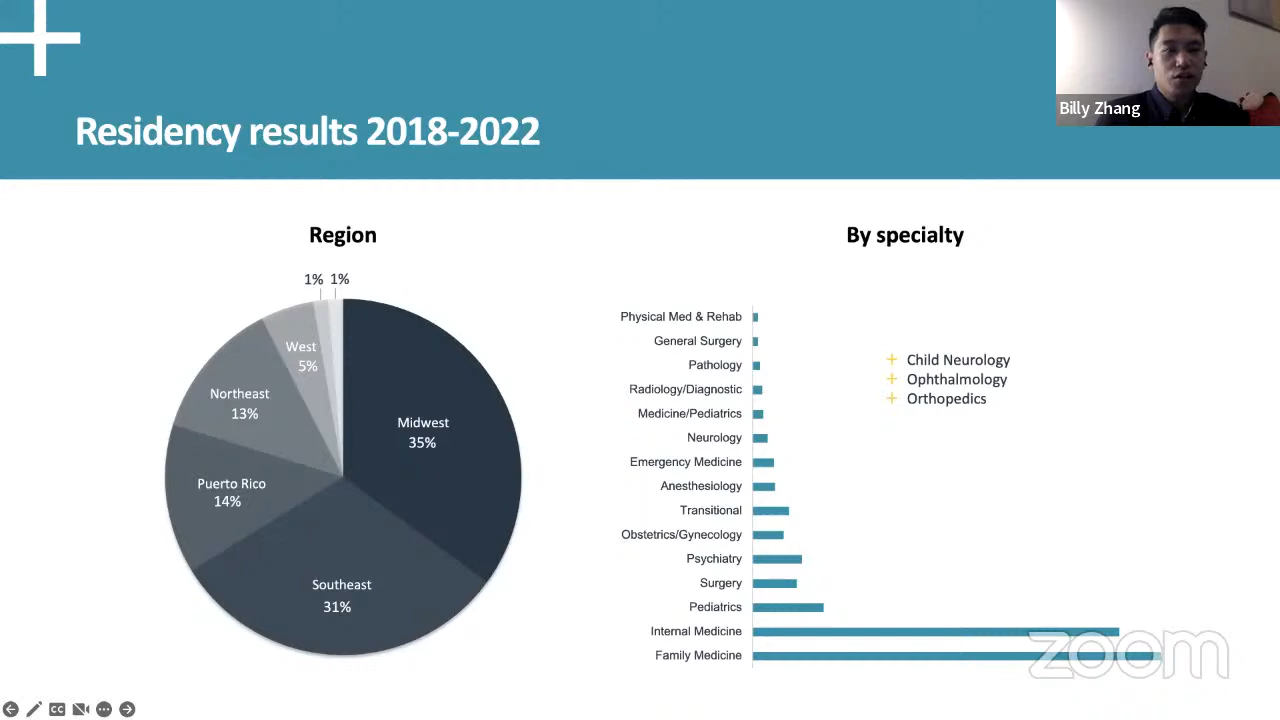 Billy Zhang
Residency results 2018-2022
Region
1% 1%
West
5%
Northeast
13%
Midwest
35%
Puerto Rico
14%
Southeast
31%
By specialty
Physical Med & Rehab
General Surgery
Pathology
Radiology/Diagnostic
Medicine/Pediatrics
Neurology
Emergency Medicine
Anesthesiology
Transitional
Obstetrics/Gynecology
Psychiatry
Surgery
Pediatrics
Internal Medicine
Family Medicine
Child Neurology
Ophthalmology
Orthopedics
zoom
CC